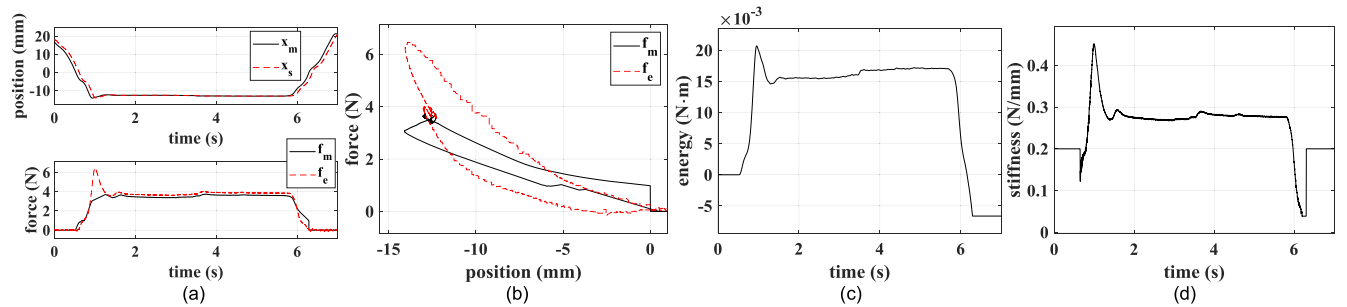 20
10
0
-10
position (mm)
x_m
x_s
0
2
4
6
time (s)
6
4
2
0
force (N)
f_m
f_e
0
2
4
6
time (s)
(a)
6
4
2
0
force (N)
f_m
f_e
-15
-10
-5
0
position (mm)
(b)
×10⁻³
20
15
10
5
0
-5
energy (N·m)
0
2
4
6
time (s)
(c)
0.4
0.3
0.2
0.1
0
stiffness (N/mm)
0
2
4
6
time (s)
(d)